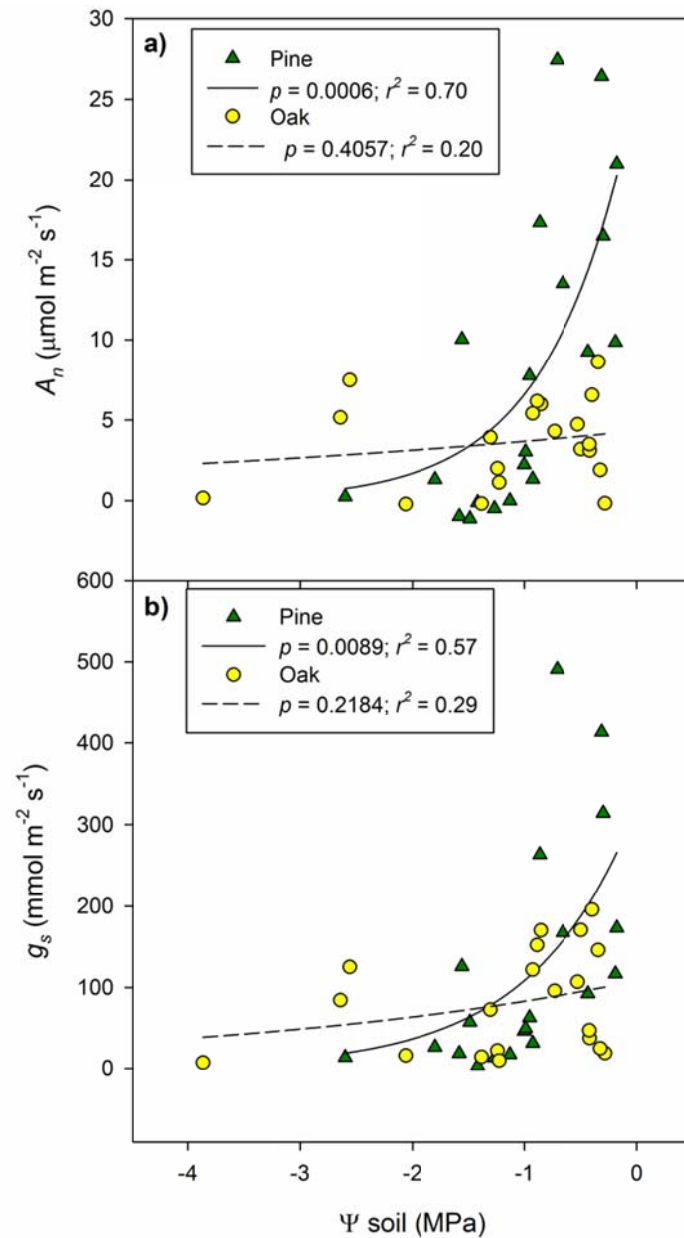 30
a)
Pine
p = 0.0006; r² = 0.70
25
Oak
p = 0.4057; r² = 0.20
20
15
10
5
0
Aₙ (μmol m⁻² s⁻¹)
600
b)
Pine
p = 0.0089; r² = 0.57
500
Oak
p = 0.2184; r² = 0.29
400
300
200
100
0
gₛ (mmol m⁻² s⁻¹)
-4 -3 -2 -1 0
Ψ soil (MPa)